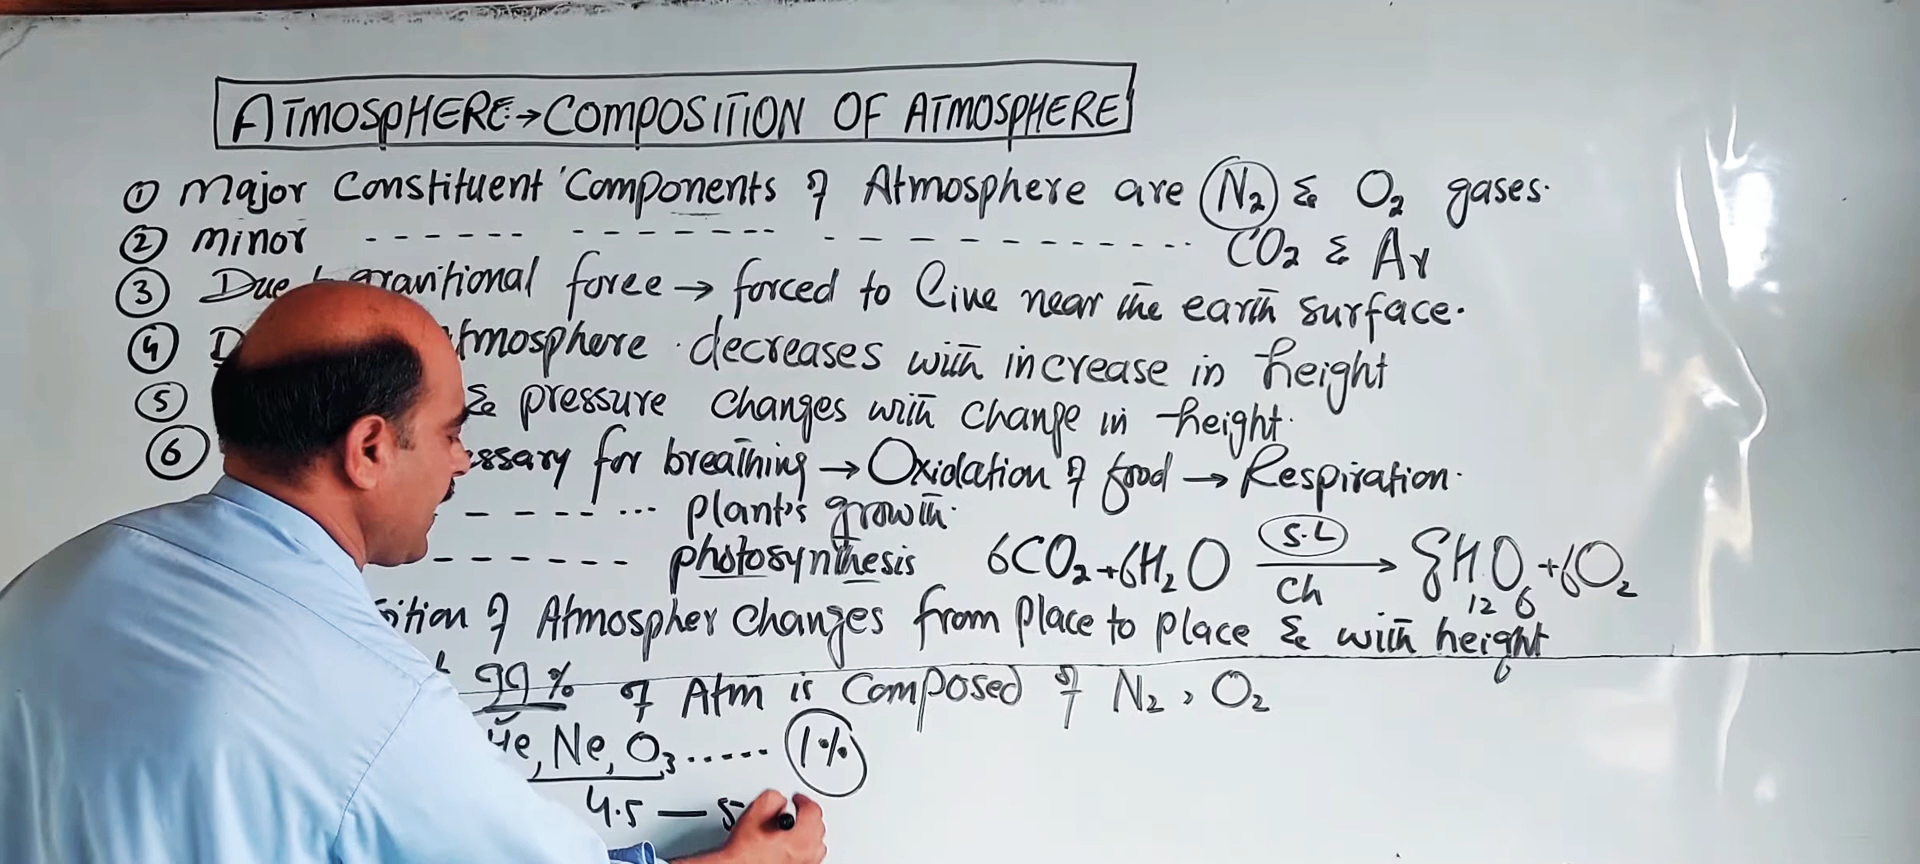 ATMOSPHERE → COMPOSITION OF ATMOSPHERE
① Major Constituent Components of Atmosphere are N₂ & O₂ gases.
② minor ------ -------- ---------- CO₂ & Ar
③ Due gravitional force → forced to live near the earth surface.
④ atmosphere decreases with increase in height
⑤ & pressure changes with change in height.
⑥ essary for breathing → Oxidation of food → Respiration.
- - - - ... plant's growth.
- - - - - - - photosynthesis 6CO₂ + 6H₂O S.L → Ch C₆H₁₂O₆ + 6O₂
sition of Atmospher changes from place to place & with height
99% of Atm is composed of N₂, O₂
He, Ne, O₃ ..... 1%
4.5 — 5